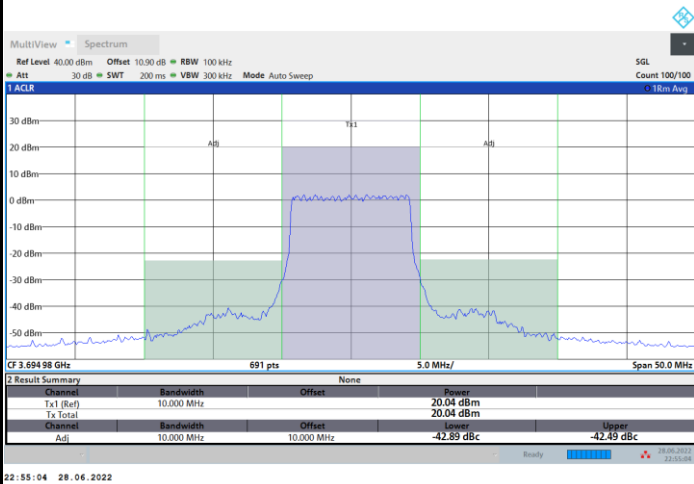 MultiView Spectrum
Ref Level 40.00 dBm Offset 10.90 dB RBW 100 kHz SGL
Att 30 dB SWT 200 ms VBW 300 kHz Mode Auto Sweep Count 100/100
1 ACLR 1Rm Avg
30 dBm
Tx1
20 dBm
Adj Adj
10 dBm
0 dBm
-10 dBm
-20 dBm
-30 dBm
-40 dBm
-50 dBm
CF 3.694 98 GHz 691 pts 5.0 MHz/ Span 50.0 MHz
2 Result Summary None
Channel Bandwidth Offset Power
Tx1 (Ref) 10.000 MHz 20.04 dBm
Tx Total 20.04 dBm
Channel Bandwidth Offset Lower Upper
Adj 10.000 MHz 10.000 MHz -42.89 dBc -42.49 dBc
Ready 28.06.2022
22:55:04 28.06.2022